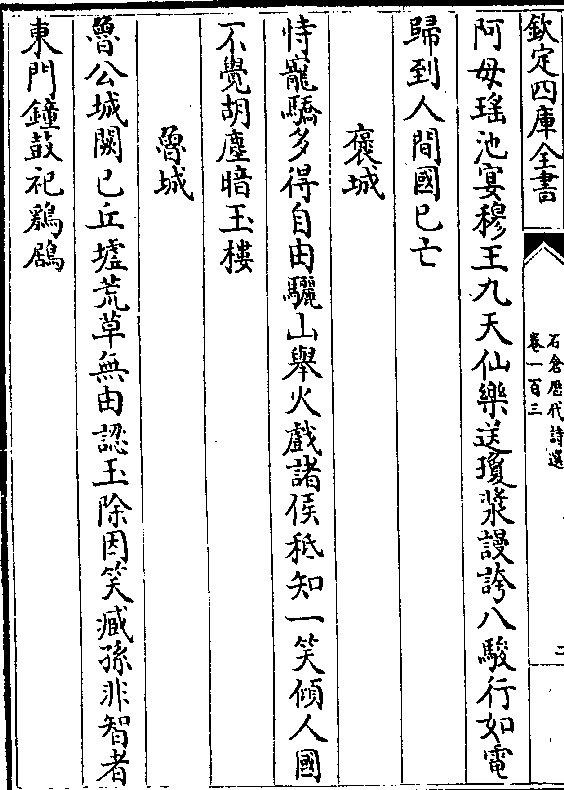 欽定四庫全書
石倉歷代詩選
卷一百三
二
阿母瑤池宴穆王九天仙樂送瓊漿謾誇八駿行如電
歸到人間國已亡
褒城
恃寵驕多得自由驪山舉火戲諸侯秪知一笑傾人國
不覺胡塵暗玉樓
魯城
魯公城闕已丘墟荒草無由認玉除因笑臧孫非智者
東門鐘鼓祀鶢鶋